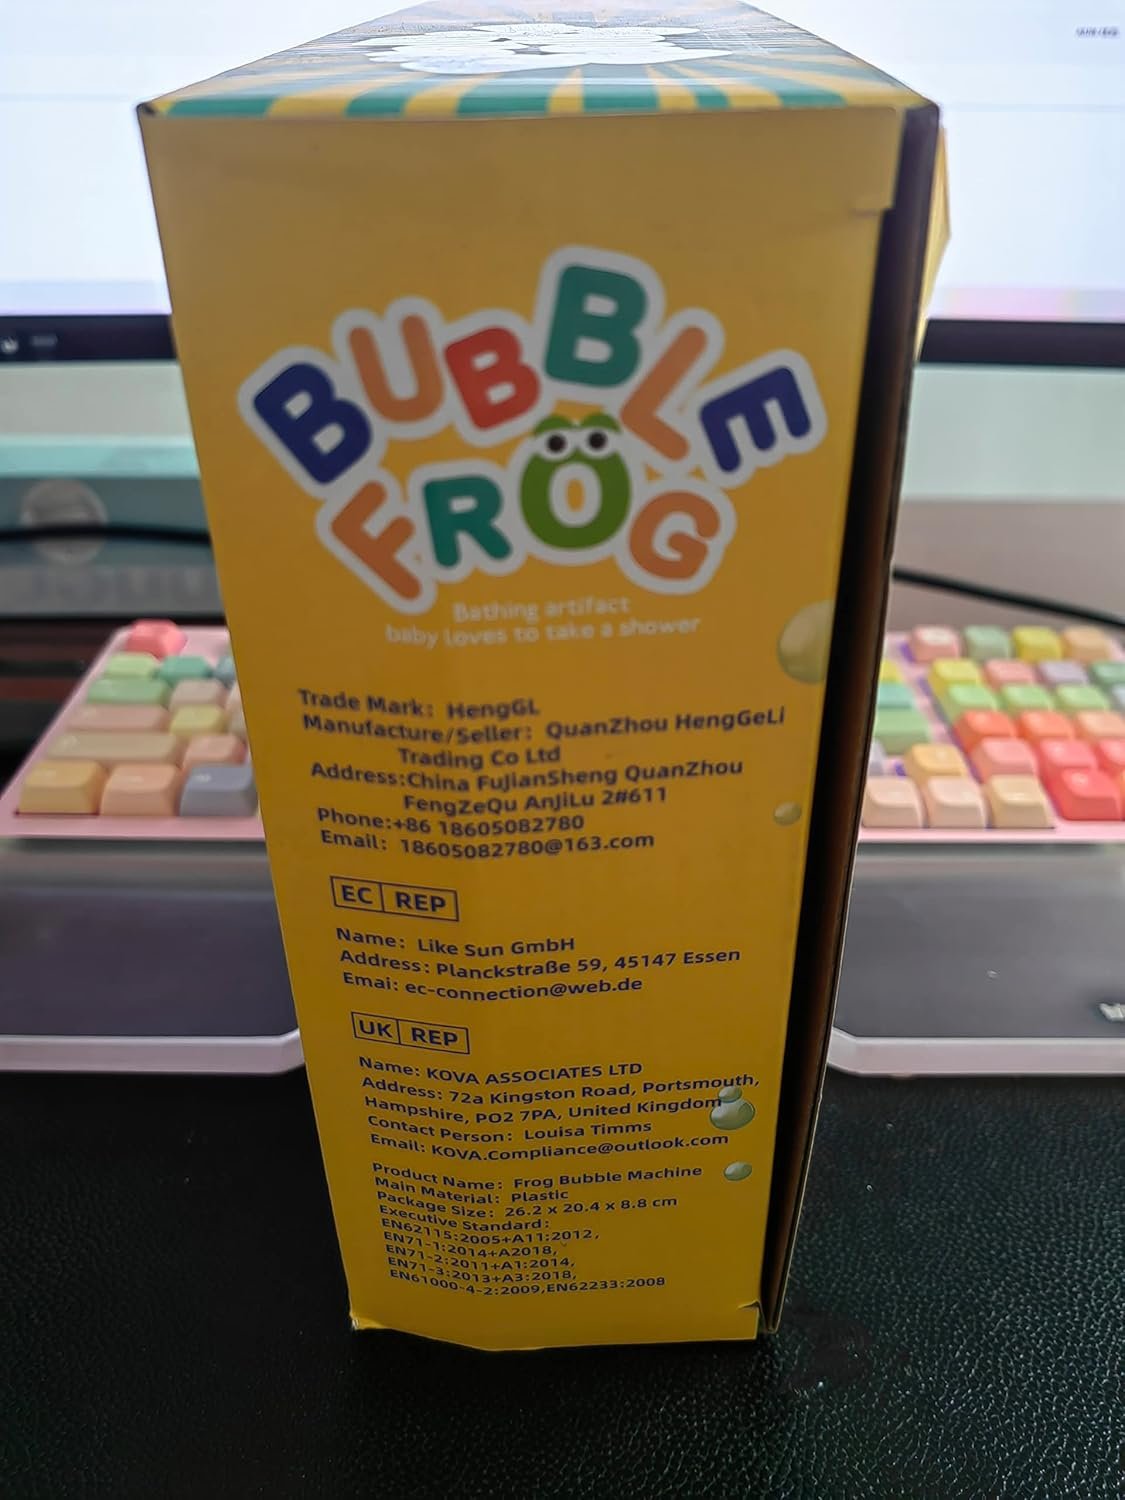 BUBBLE
FROG
Bathing artifact
baby loves to take a shower
Trade Mark: HengGL
Manufacture/Seller: QuanZhou HengGeLi
Trading Co Ltd
Address:China FuJianSheng QuanZhou
FengZeQu AnJiLu 2#611
Phone:+86 18605082780
Email: 18605082780@163.com
EC REP
Name: Like Sun GmbH
Address: Planckstraße 59, 45147 Essen
Emai: ec-connection@web.de
UK REP
Name: KOVA ASSOCIATES LTD
Address: 72a Kingston Road, Portsmouth,
Hampshire, PO2 7PA, United Kingdom
Contact Person: Louisa Timms
Email: KOVA.Compliance@outlook.com
Product Name: Frog Bubble Machine
Main Material: Plastic
Package Size: 26.2 x 20.4 x 8.8 cm
Executive Standard:
EN62115:2005+A11:2012,
EN71-1:2014+A2018,
EN71-2:2011+A1:2014,
EN71-3:2013+A3:2018,
EN61000-4-2:2009,EN62233:2008